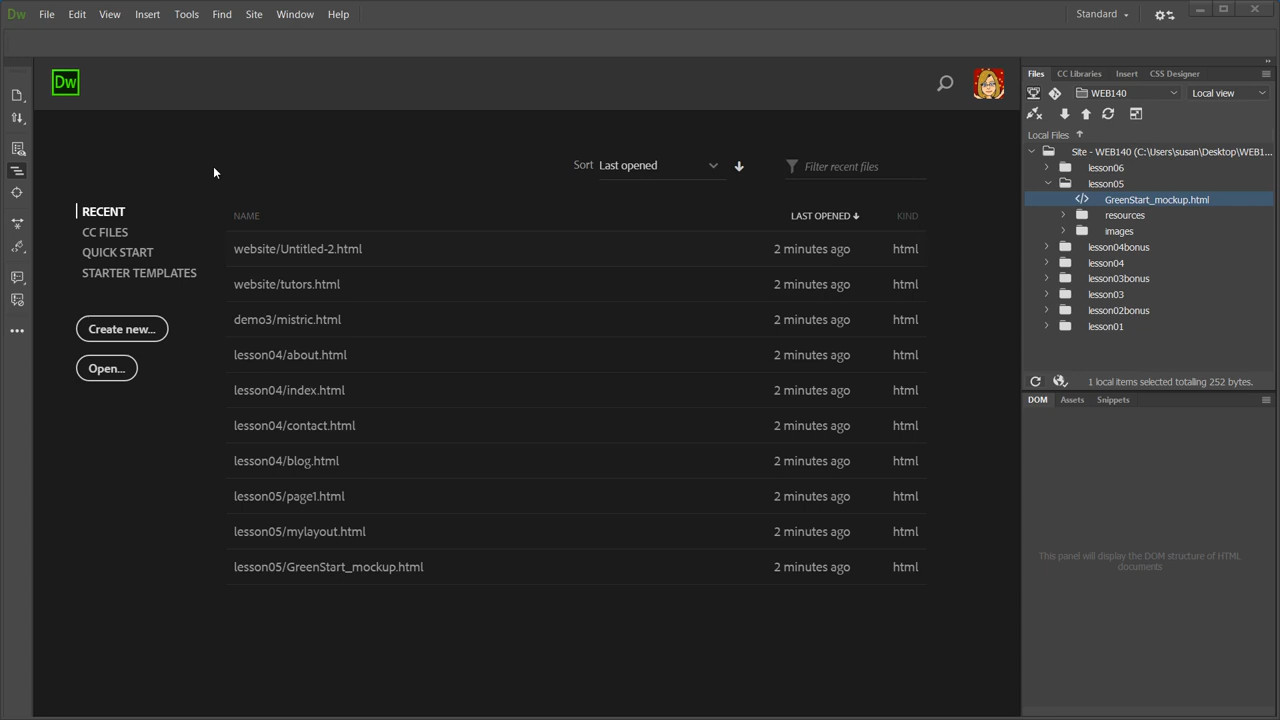 Dw File Edit View Insert Tools Find Site Window Help Standard
Dw
Files CC Libraries Insert CSS Designer
WEB140 Local view
Local Files
Site - WEB140 (C:\Users\susan\Desktop\WEB1...
lesson06
lesson05
GreenStart_mockup.html
resources
images
lesson04bonus
lesson04
lesson03bonus
lesson03
lesson02bonus
lesson01
1 local items selected totalling 252 bytes.
DOM Assets Snippets
This panel will display the DOM structure of HTML
documents
Sort Last opened Filter recent files
RECENT
CC FILES
QUICK START
STARTER TEMPLATES
Create new...
Open...
NAME LAST OPENED KIND
website/Untitled-2.html 2 minutes ago html
website/tutors.html 2 minutes ago html
demo3/mistric.html 2 minutes ago html
lesson04/about.html 2 minutes ago html
lesson04/index.html 2 minutes ago html
lesson04/contact.html 2 minutes ago html
lesson04/blog.html 2 minutes ago html
lesson05/page1.html 2 minutes ago html
lesson05/mylayout.html 2 minutes ago html
lesson05/GreenStart_mockup.html 2 minutes ago html